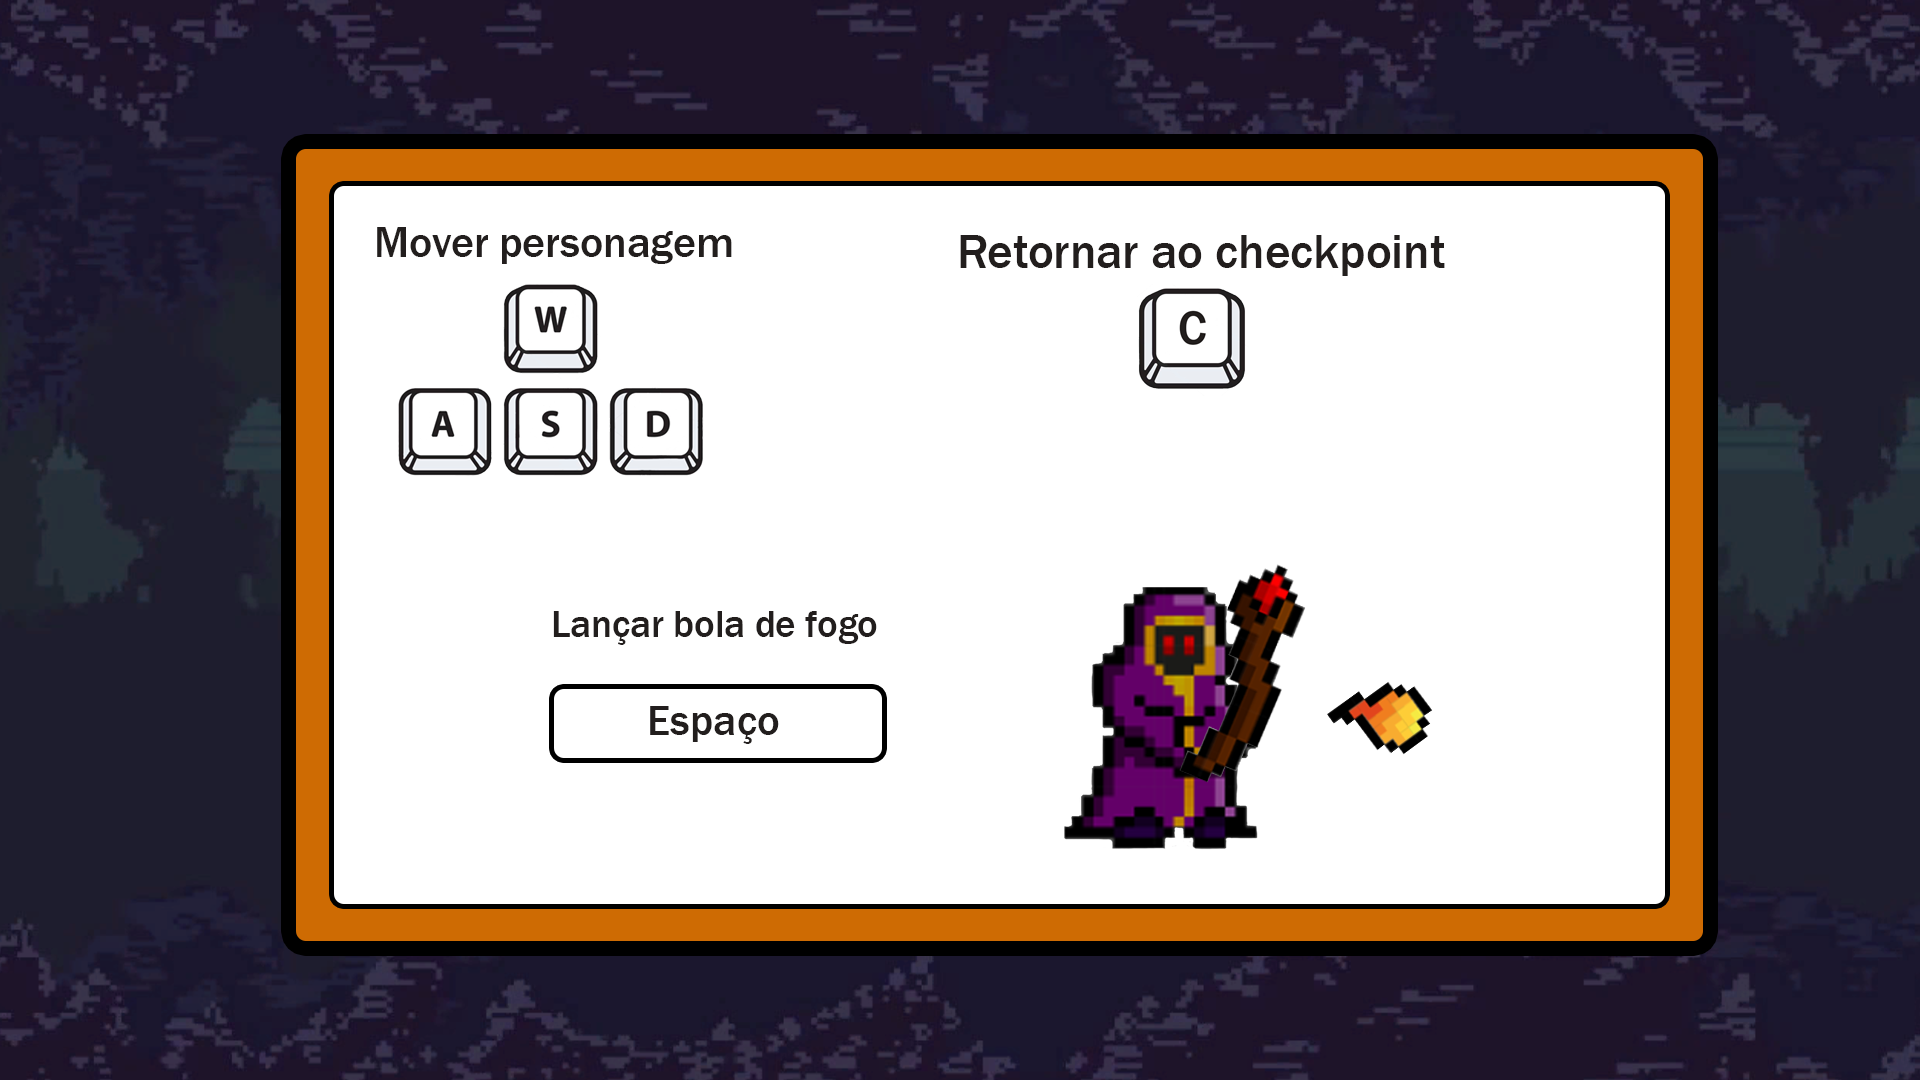 Mover personagem
W
A S D
Retornar ao checkpoint
C
Lançar bola de fogo
Espaço